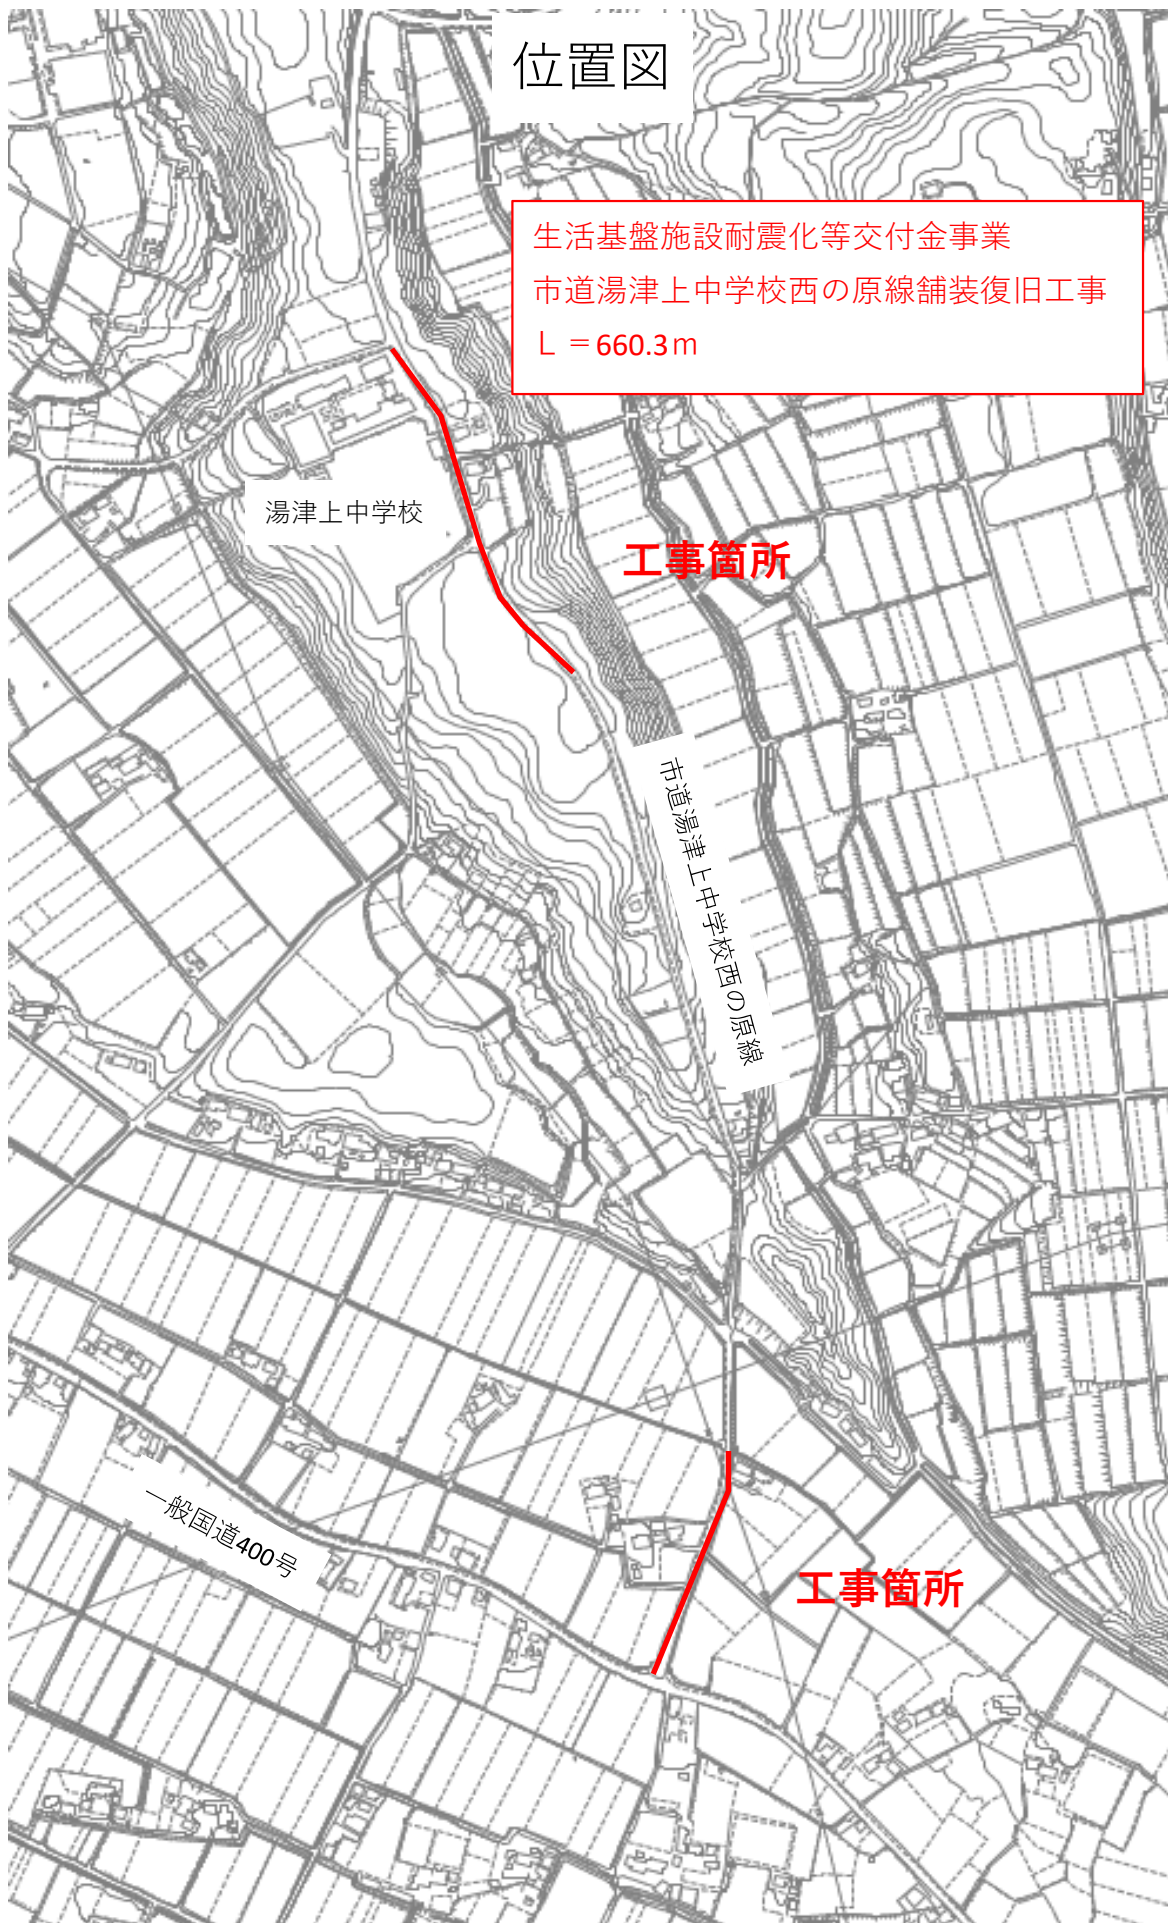 位置図
生活基盤施設耐震化等交付金事業
市道湯津上中学校西の原線舗装復旧工事
Ｌ＝660.3ｍ
湯津上中学校
工事箇所
市道湯津上中学校西の原線
一般国道400号
工事箇所